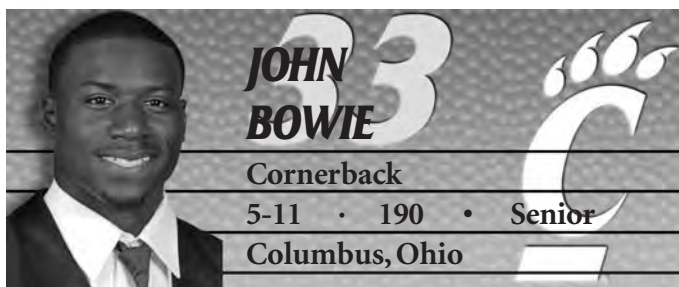 33
JOHN
BOWIE
Cornerback
5-11 · 190 • Senior
Columbus, Ohio
C